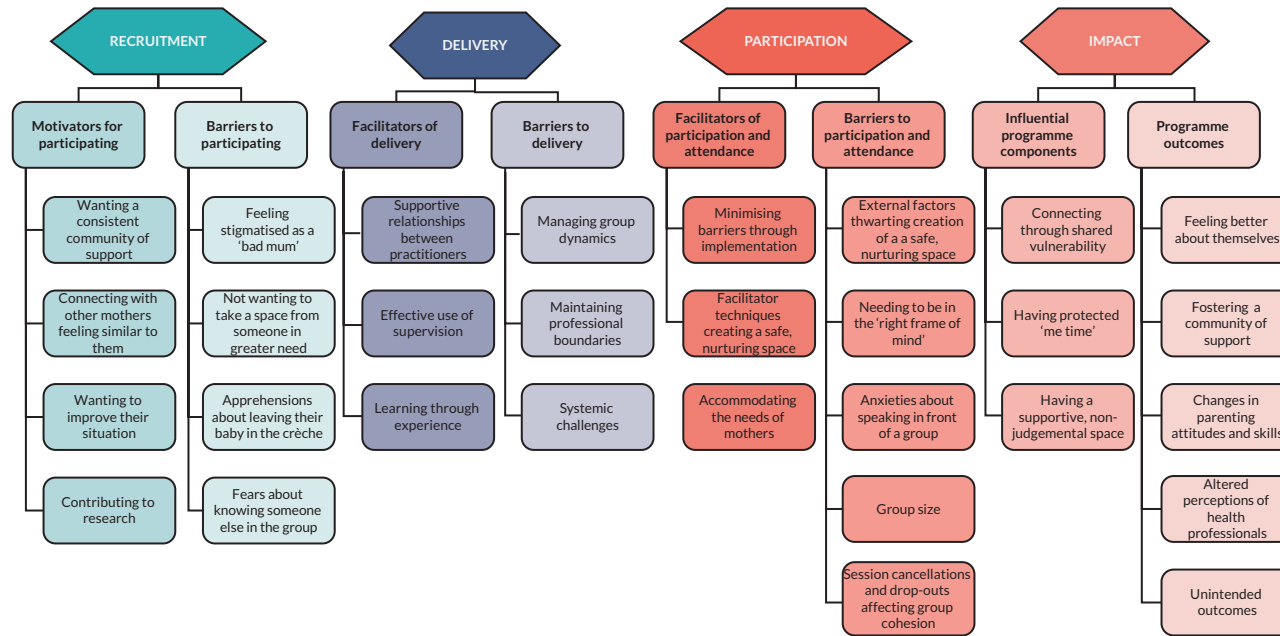 RECRUITMENT
Motivators for
participating
Wanting a
consistent
community of
support
Connecting with
other mothers
feeling similar to
them
Wanting to
improve their
situation
Contributing to
research
Barriers to
participating
Feeling
stigmatised as a
‘bad mum’
Not wanting to
take a space from
someone in
greater need
Apprehensions
about leaving their
baby in the crèche
Fears about
knowing someone
else in the group
DELIVERY
Facilitators of
delivery
Supportive
relationships
between
practitioners
Effective use of
supervision
Learning through
experience
Barriers to
delivery
Managing group
dynamics
Maintaining
professional
boundaries
Systemic
challenges
PARTICIPATION
Facilitators of
participation and
attendance
Minimising
barriers through
implementation
Facilitator
techniques
creating a safe,
nurturing space
Accommodating
the needs of
mothers
Barriers to
participation and
attendance
External factors
thwarting creation
of a a safe,
nurturing space
Needing to be in
the ‘right frame of
mind’
Anxieties about
speaking in front
of a group
Group size
Session cancellations
and drop-outs
affecting group
cohesion
IMPACT
Influential
programme
components
Connecting
through shared
vulnerability
Having protected
‘me time’
Having a
supportive, non-
judgemental space
Programme
outcomes
Feeling better
about themselves
Fostering a
community of
support
Changes in
parenting
attitudes and skills
Altered
perceptions of
health
professionals
Unintended
outcomes